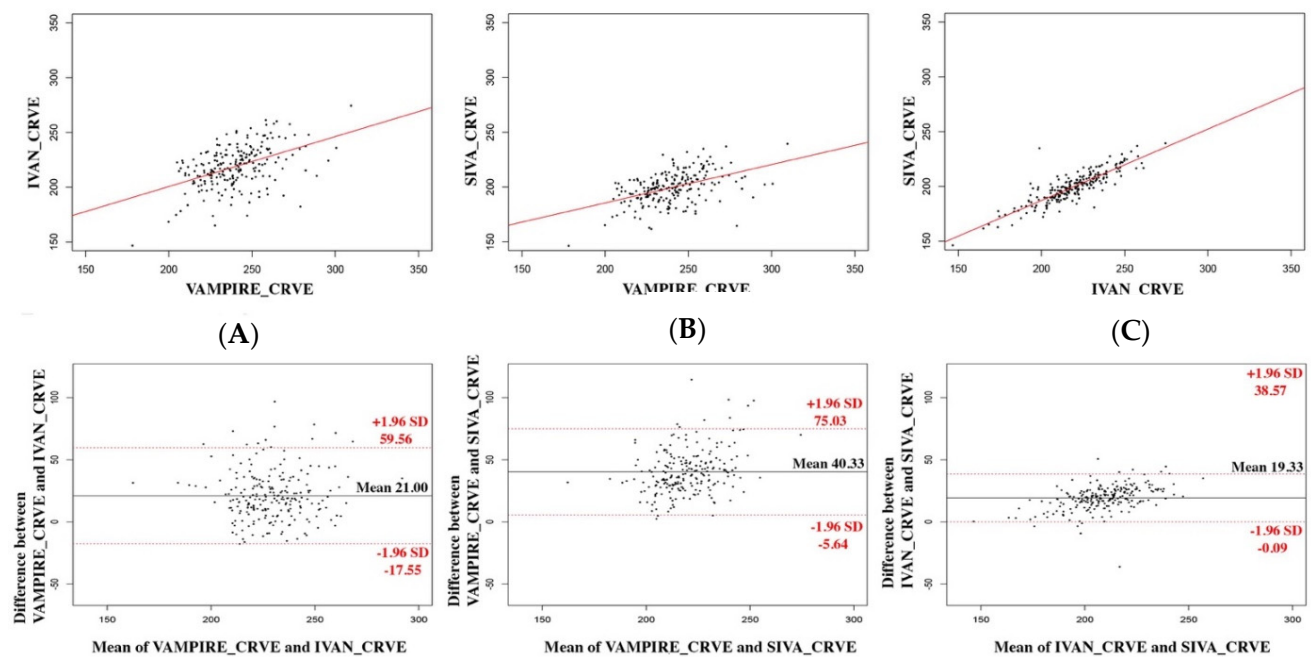 IVAN_CRVE
150 200 250 300 350
150 200 250 300 350
VAMPIRE_CRVE
SIVA_CRVE
150 200 250 300 350
150 200 250 300 350
VAMPIRE_CRVE
SIVA_CRVE
150 200 250 300 350
150 200 250 300 350
IVAN_CRVE
(A)
(B)
(C)
Difference between
VAMPIRE_CRVE and IVAN_CRVE
-50 0 50 100
+1.96 SD
59.56
Mean 21.00
-1.96 SD
-17.55
150 200 250 300
Mean of VAMPIRE_CRVE and IVAN_CRVE
Difference between
VAMPIRE_CRVE and SIVA_CRVE
-50 0 50 100
+1.96 SD
75.03
Mean 40.33
-1.96 SD
-5.64
150 200 250 300
Mean of VAMPIRE_CRVE and SIVA_CRVE
Difference between
IVAN_CRVE and SIVA_CRVE
-50 0 50 100
+1.96 SD
38.57
Mean 19.33
-1.96 SD
-0.09
150 200 250 300
Mean of IVAN_CRVE and SIVA_CRVE